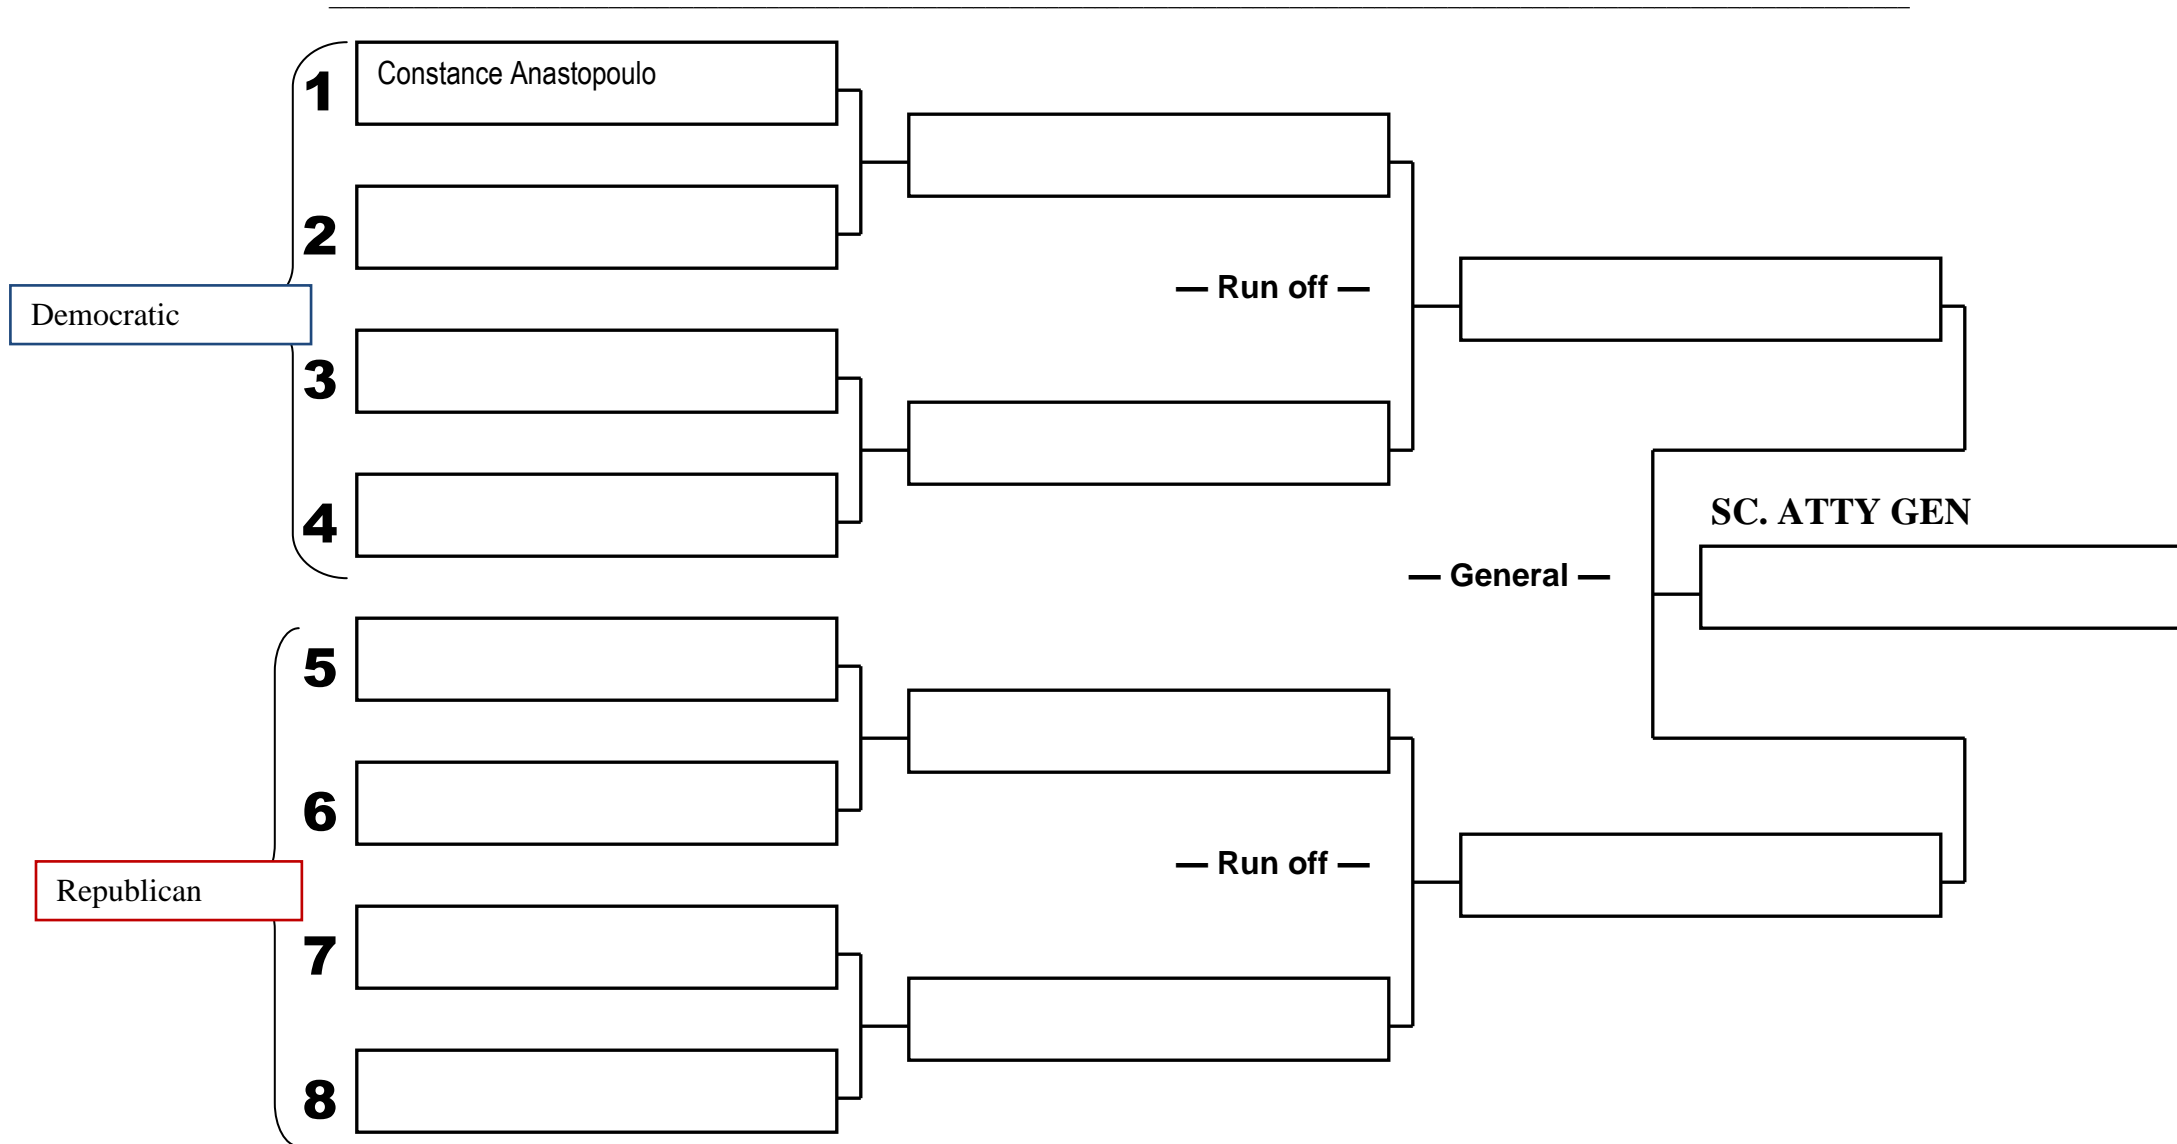 1
Constance Anastopoulo
2
— Run off —
Democratic
3
SC. ATTY GEN
4
— General —
5
6
— Run off —
Republican
7
8